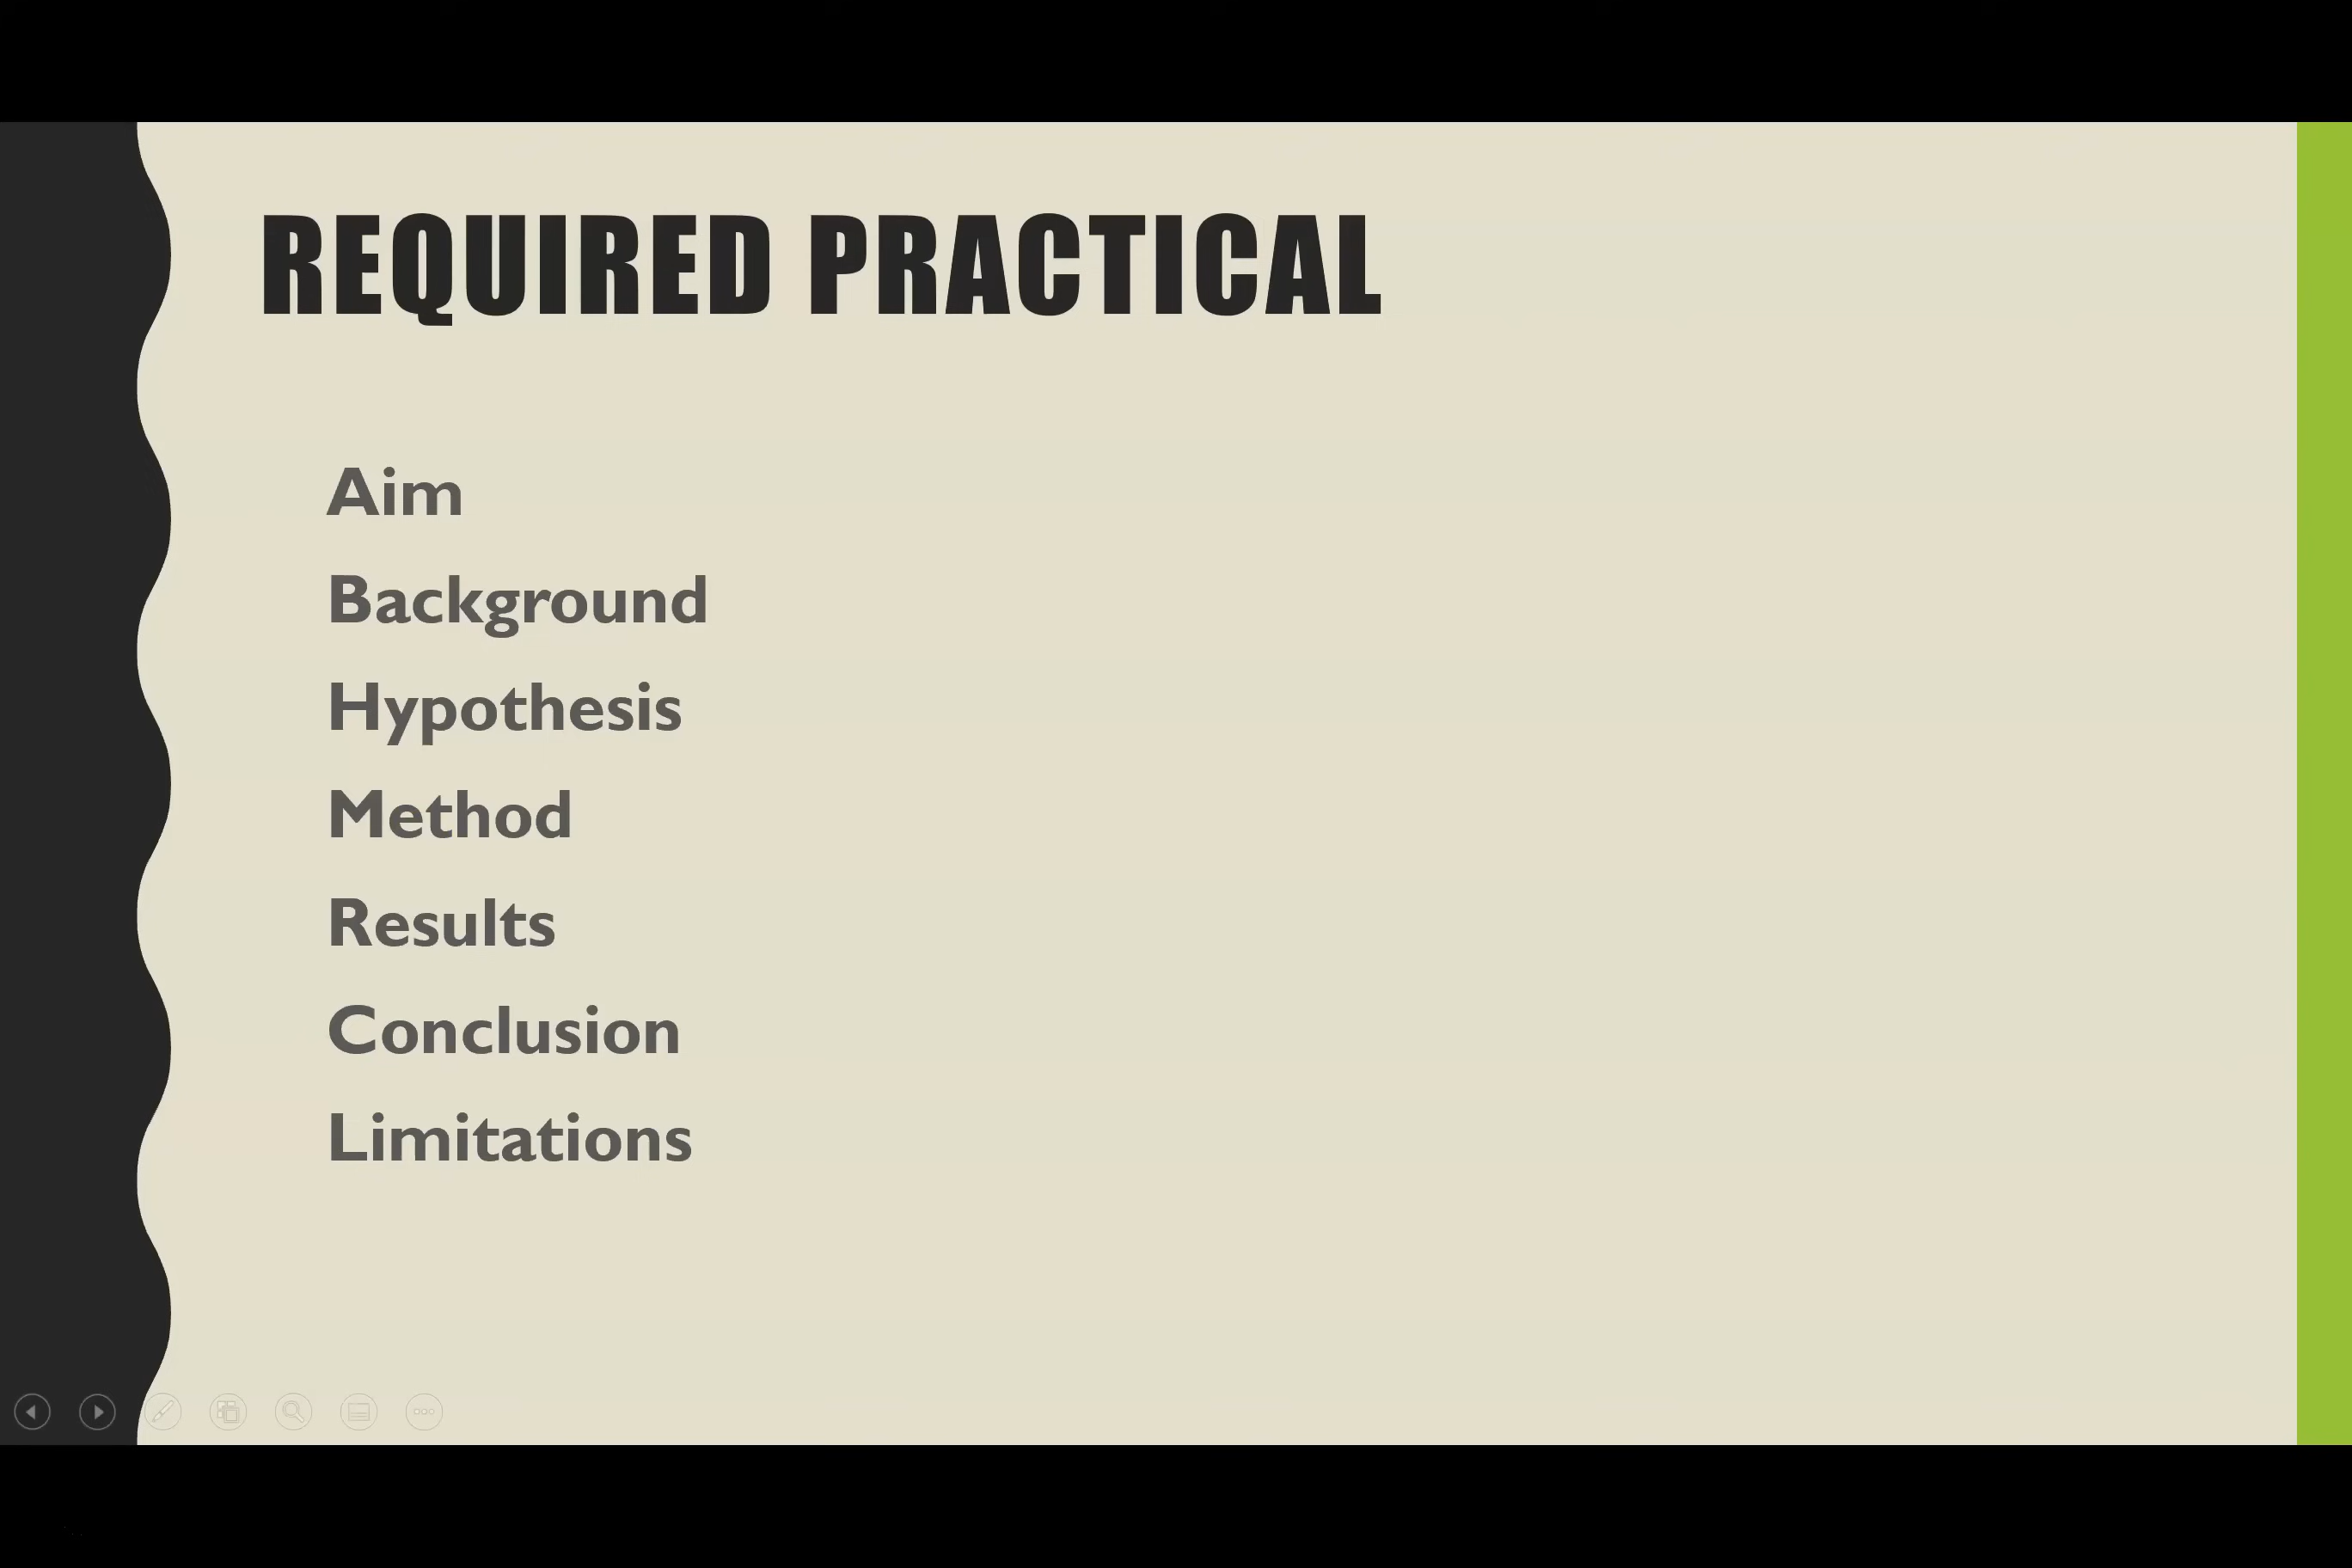 REQUIRED PRACTICAL
Aim
Background
Hypothesis
Method
Results
Conclusion
Limitations